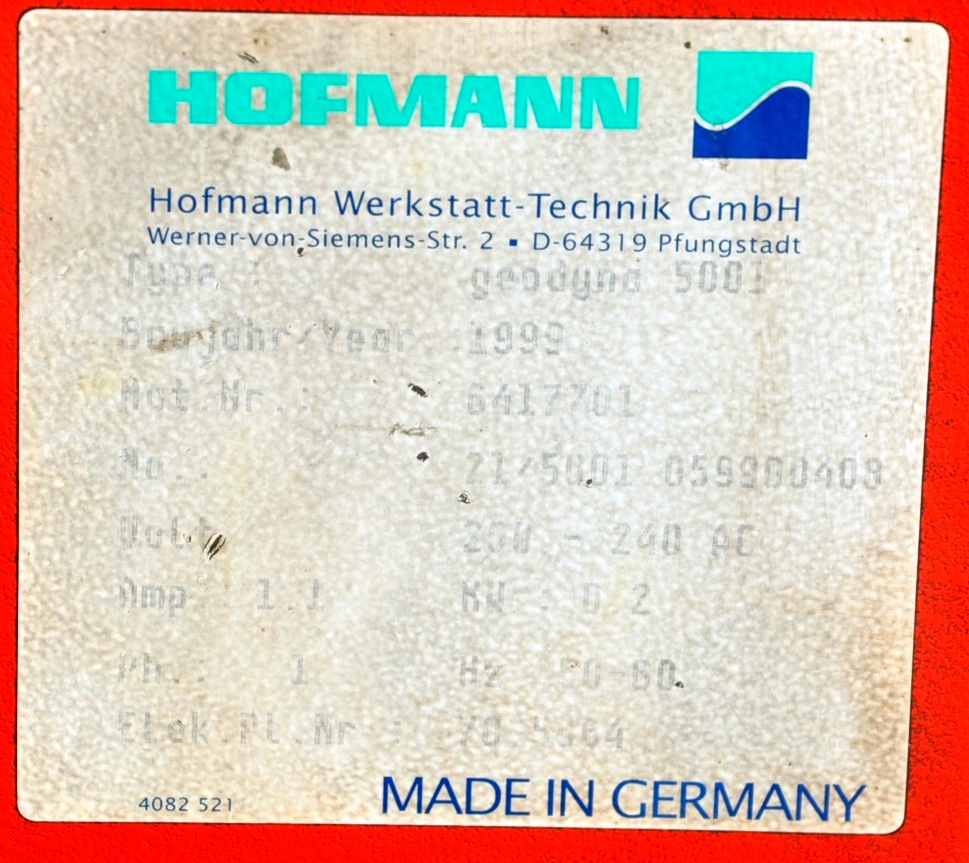 HOFMANN
Hofmann Werkstatt-Technik GmbH
Werner-von-Siemens-Str. 2 ▪ D-64319 Pfungstadt
Type : geodyna 5001
Baujahr/Year 1999
Mat.Nr.: 6417701
No.: 21/5001 059900408
Volt 200 - 240 AC
Amp 1.1 KW. 0.2
Ph.: 1 Hz 50-60
Elek.Pl.Nr :
4082 521
MADE IN GERMANY